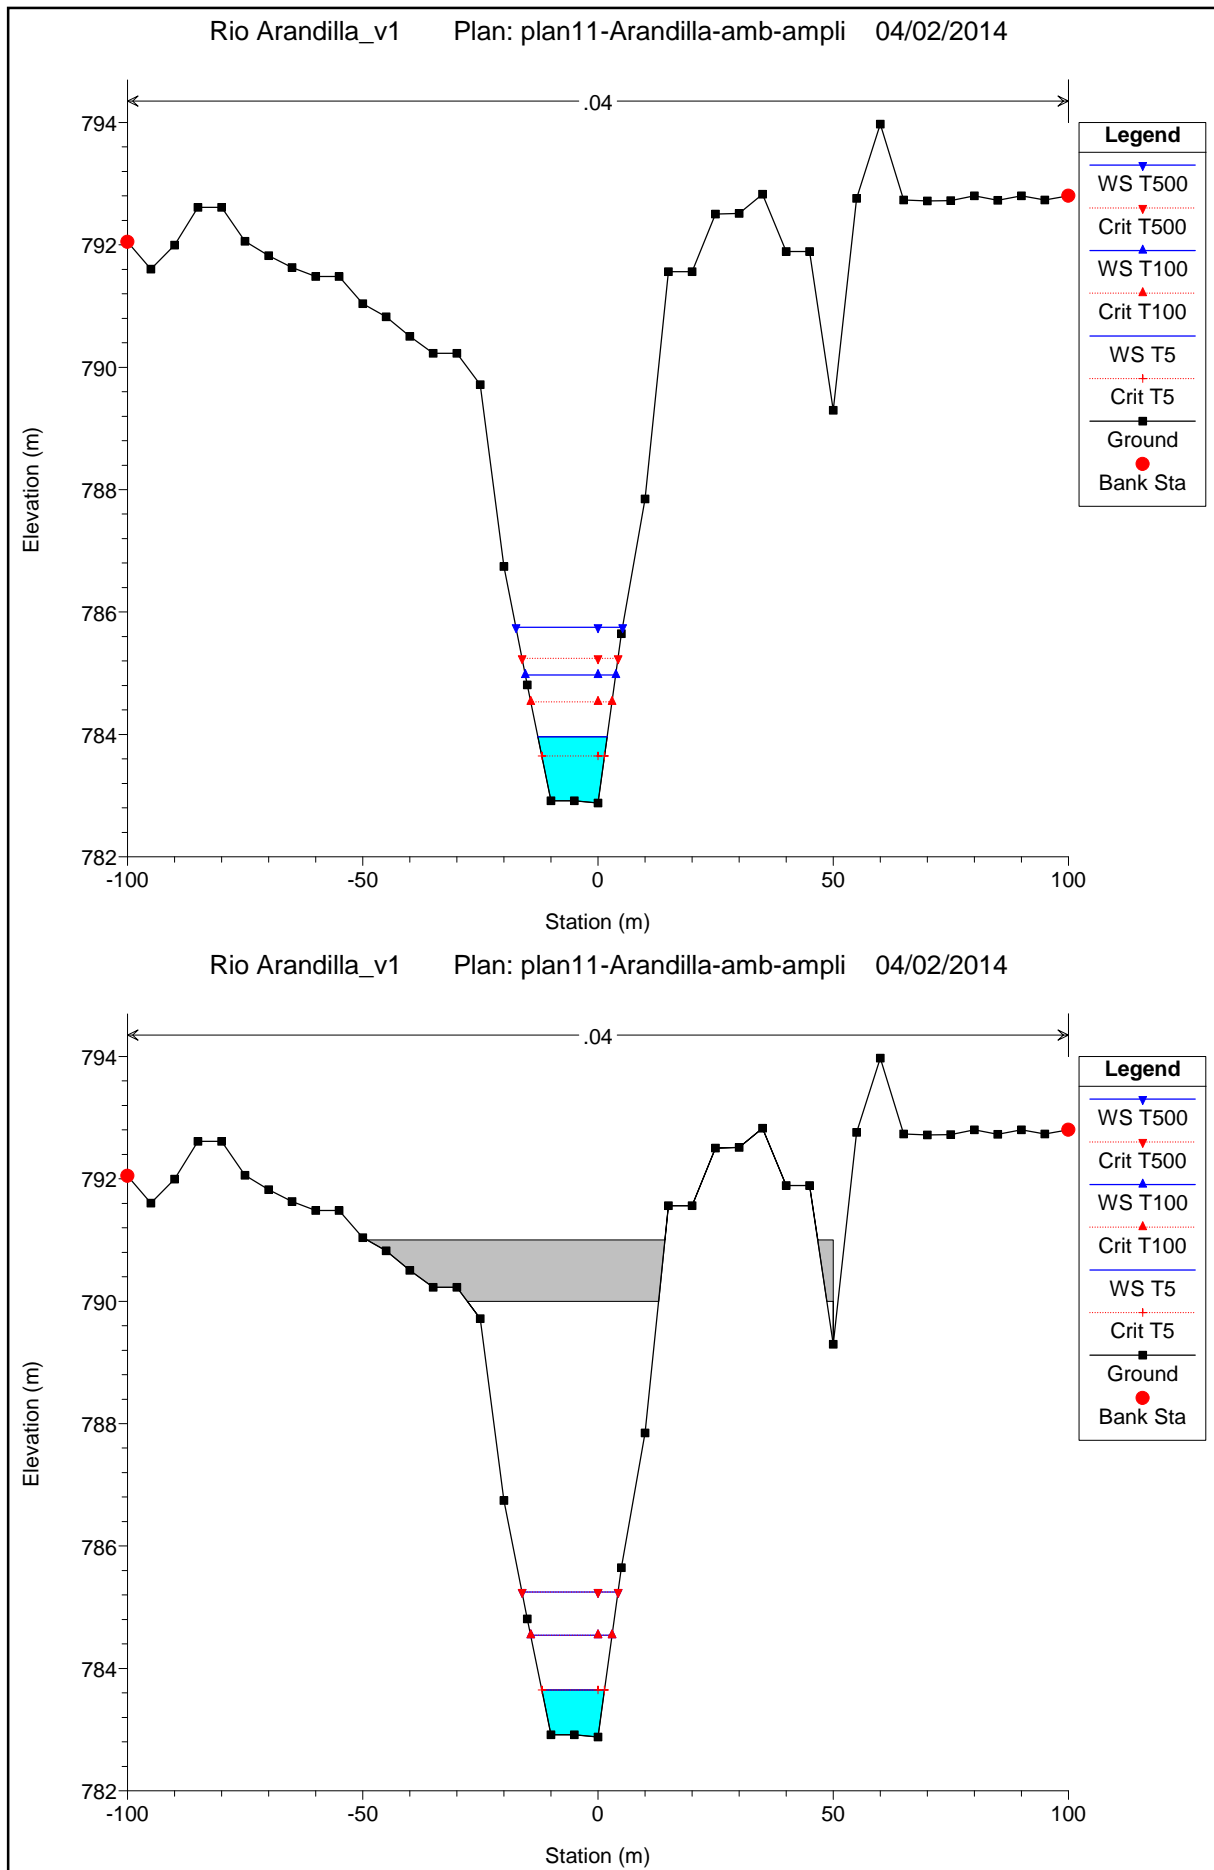 Rio Arandilla_v1 Plan: plan11-Arandilla-amb-ampli 04/02/2014
.04
794
792
790
788
786
784
782
Elevation (m)
-100 -50 0 50 100
Station (m)
Legend
WS T500
Crit T500
WS T100
Crit T100
WS T5
Crit T5
Ground
Bank Sta
Rio Arandilla_v1 Plan: plan11-Arandilla-amb-ampli 04/02/2014
.04
794
792
790
788
786
784
782
Elevation (m)
-100 -50 0 50 100
Station (m)
Legend
WS T500
Crit T500
WS T100
Crit T100
WS T5
Crit T5
Ground
Bank Sta